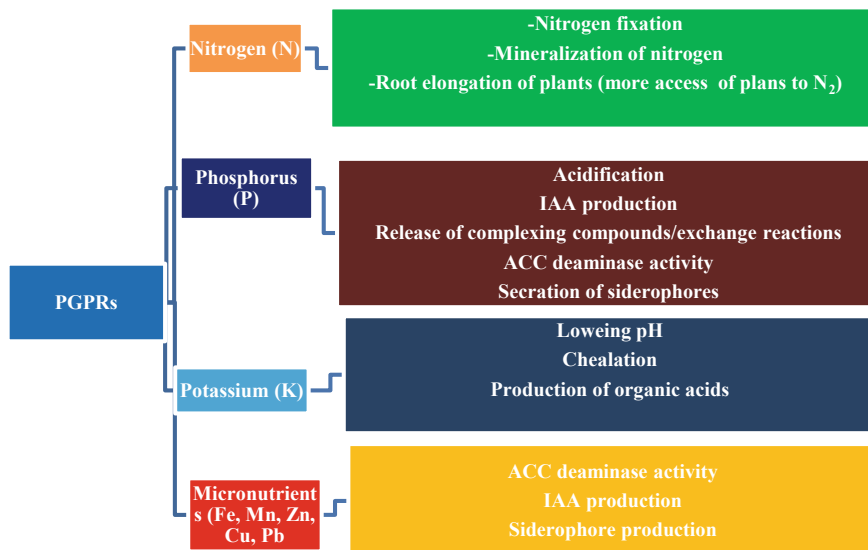 Nitrogen (N)
-Nitrogen fixation
-Mineralization of nitrogen
-Root elongation of plants (more access of plans to N₂)
Phosphorus
(P)
Acidification
IAA production
Release of complexing compounds/exchange reactions
ACC deaminase activity
Secration of siderophores
PGPRs
Potassium (K)
Loweing pH
Chealation
Production of organic acids
Micronutrient
s (Fe, Mn, Zn,
Cu, Pb
ACC deaminase activity
IAA production
Siderophore production